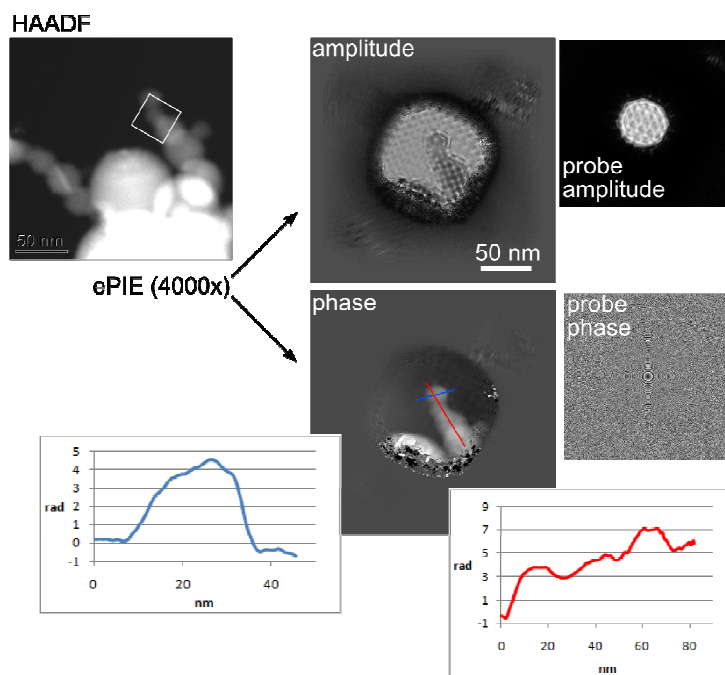 HAADF
50 nm
amplitude
50 nm
probe
amplitude
ePIE (4000x)
phase
probe
phase
5
4
3
2
1
0
-1
rad
0
20
40
nm
9
7
5
3
1
-1
rad
0
20
40
60
80
nm